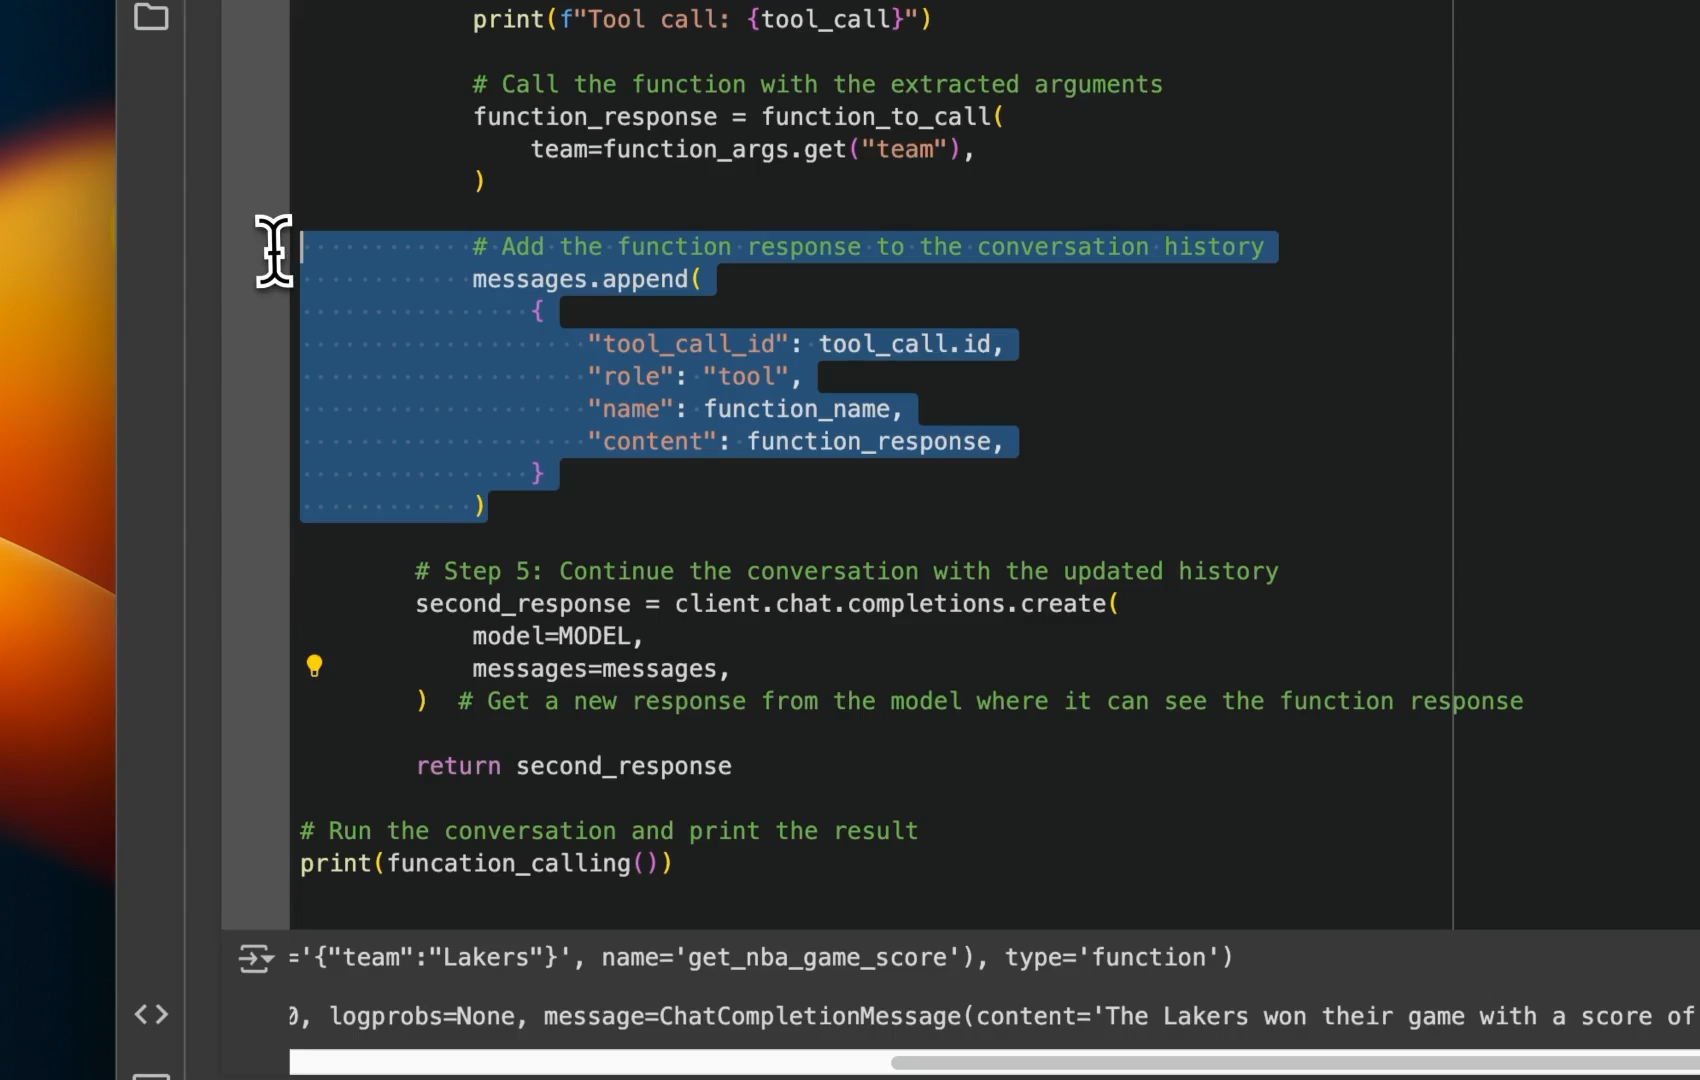 print(f"Tool call: {tool_call}")
# Call the function with the extracted arguments
function_response = function_to_call(
team=function_args.get("team"),
)
# Add the function response to the conversation history
messages.append(
{
"tool_call_id": tool_call.id,
"role": "tool",
"name": function_name,
"content": function_response,
}
)
# Step 5: Continue the conversation with the updated history
second_response = client.chat.completions.create(
model=MODEL,
messages=messages,
) # Get a new response from the model where it can see the function response
return second_response
# Run the conversation and print the result
print(funcation_calling())
='{"team":"Lakers"}', name='get_nba_game_score'), type='function')
0, logprobs=None, message=ChatCompletionMessage(content='The Lakers won their game with a score of